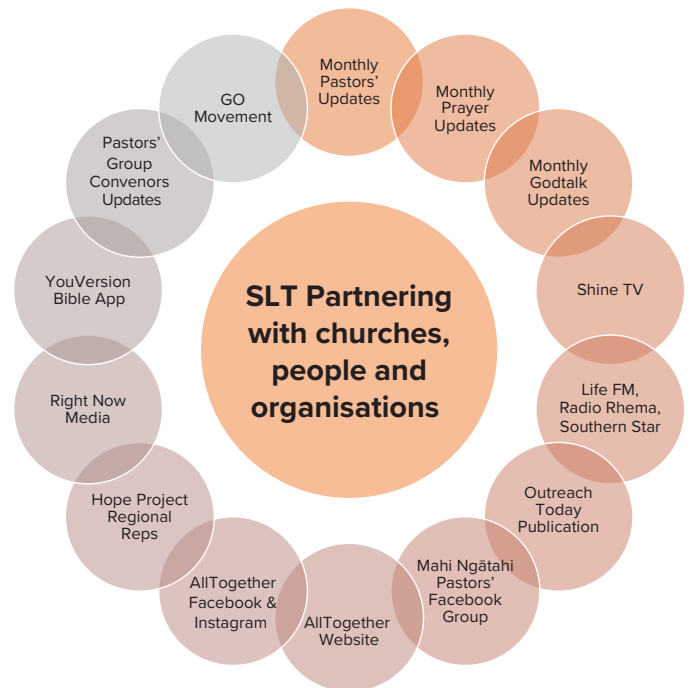 SLT Partnering
with churches,
people and
organisations
Monthly
Pastors'
Updates
Monthly
Prayer
Updates
Monthly
Godtalk
Updates
Shine TV
Life FM,
Radio Rhema,
Southern Star
Outreach
Today
Publication
Mahi Ngātahi
Pastors'
Facebook
Group
AllTogether
Website
AllTogether
Facebook &
Instagram
Hope Project
Regional
Reps
Right Now
Media
YouVersion
Bible App
Pastors'
Group
Convenors
Updates
GO
Movement